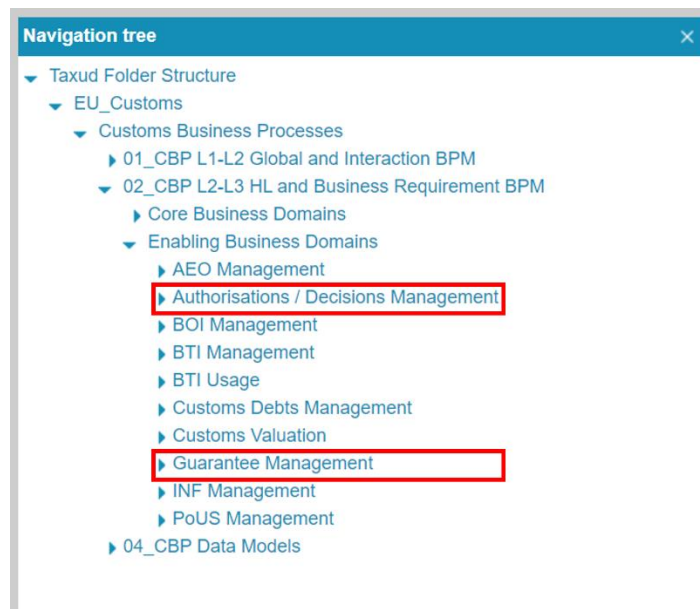 Navigation tree
Taxud Folder Structure
EU_Customs
Customs Business Processes
01_CBP L1-L2 Global and Interaction BPM
02_CBP L2-L3 HL and Business Requirement BPM
Core Business Domains
Enabling Business Domains
AEO Management
Authorisations / Decisions Management
BOI Management
BTI Management
BTI Usage
Customs Debts Management
Customs Valuation
Guarantee Management
INF Management
PoUS Management
04_CBP Data Models